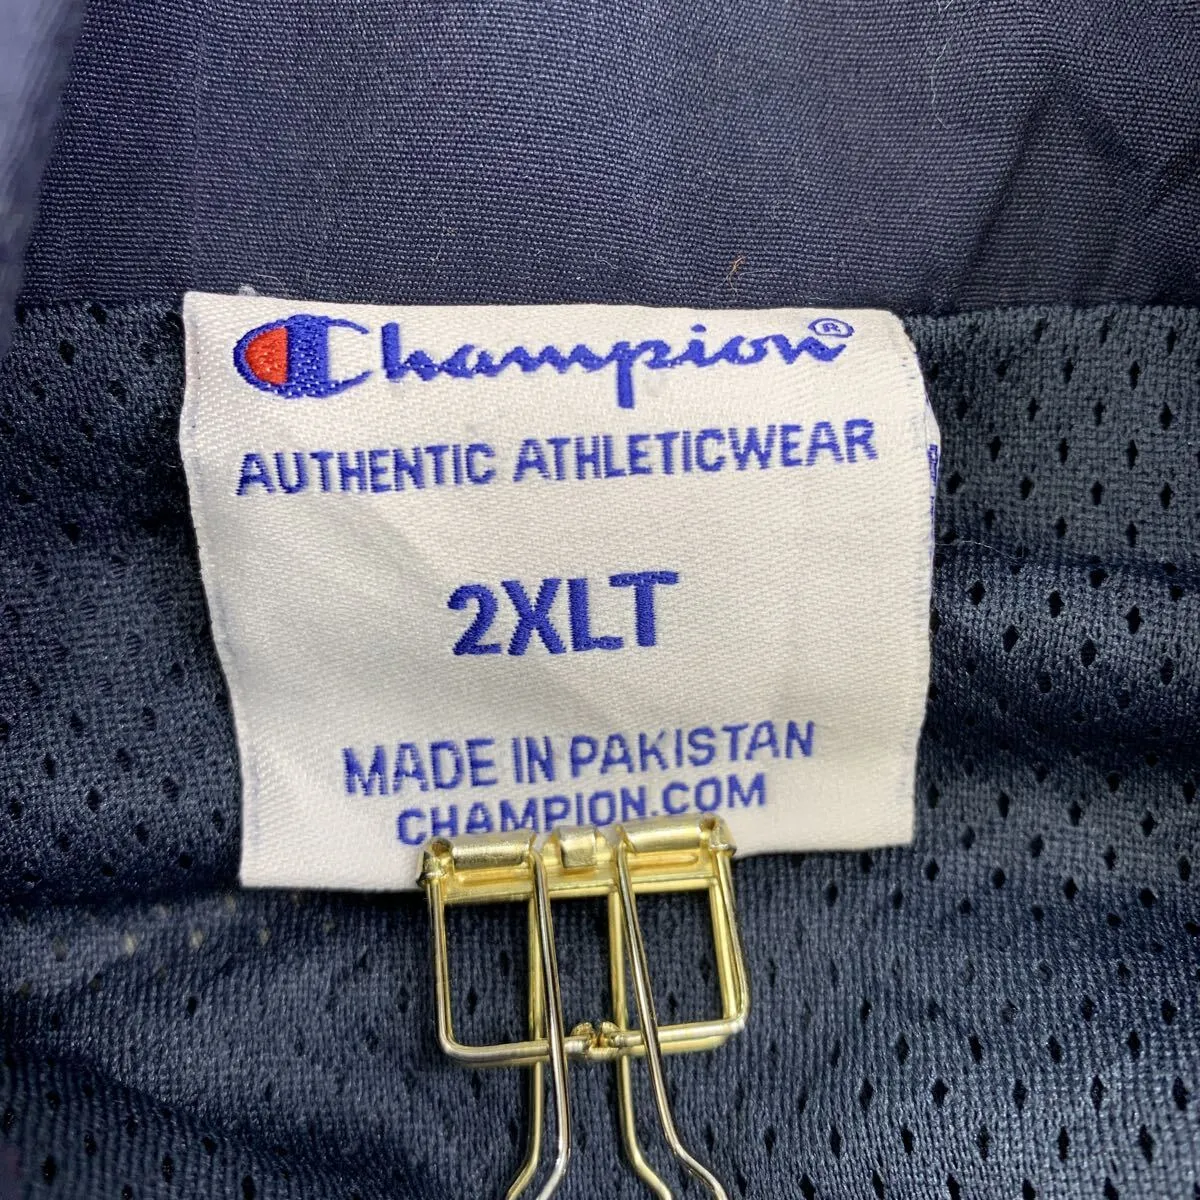 Champion®
AUTHENTIC ATHLETICWEAR
2XLT
MADE IN PAKISTAN
CHAMPION.COM